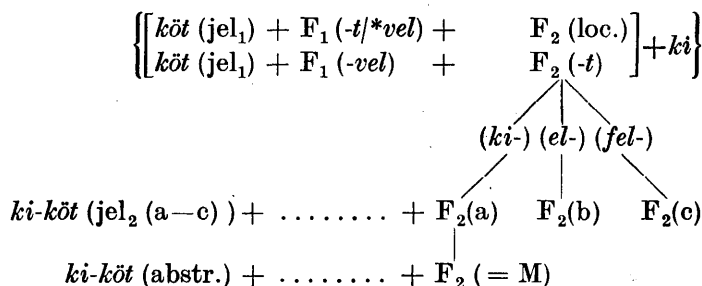 {[köt (jel₁) + F₁ (-t/*vel) + F₂ (loc.)
köt (jel₁) + F₁ (-vel) + F₂ (-t)]+ki}
(ki-) (el-) (fel-)
ki-köt (jel₂ (a—c) ) + ........ + F₂(a) F₂(b) F₂(c)
ki-köt (abstr.) + ........ + F₂ ( = M)